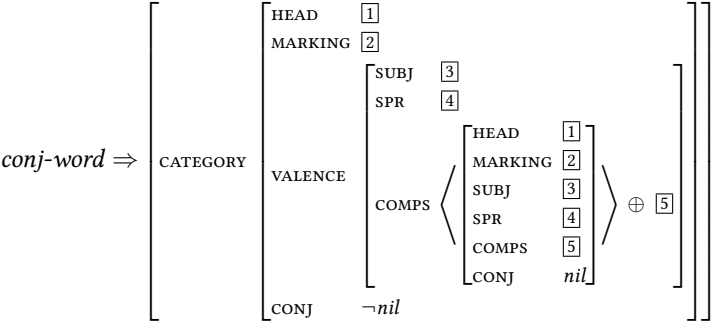 HEAD 1
MARKING 2
SUBJ 3
SPR 4
HEAD 1
MARKING 2
conj-word ⇒ CATEGORY VALENCE SUBJ 3
COMPS ⟨ ⟩ ⊕ 5
SPR 4
COMPS 5
CONJ nil
CONJ ¬nil